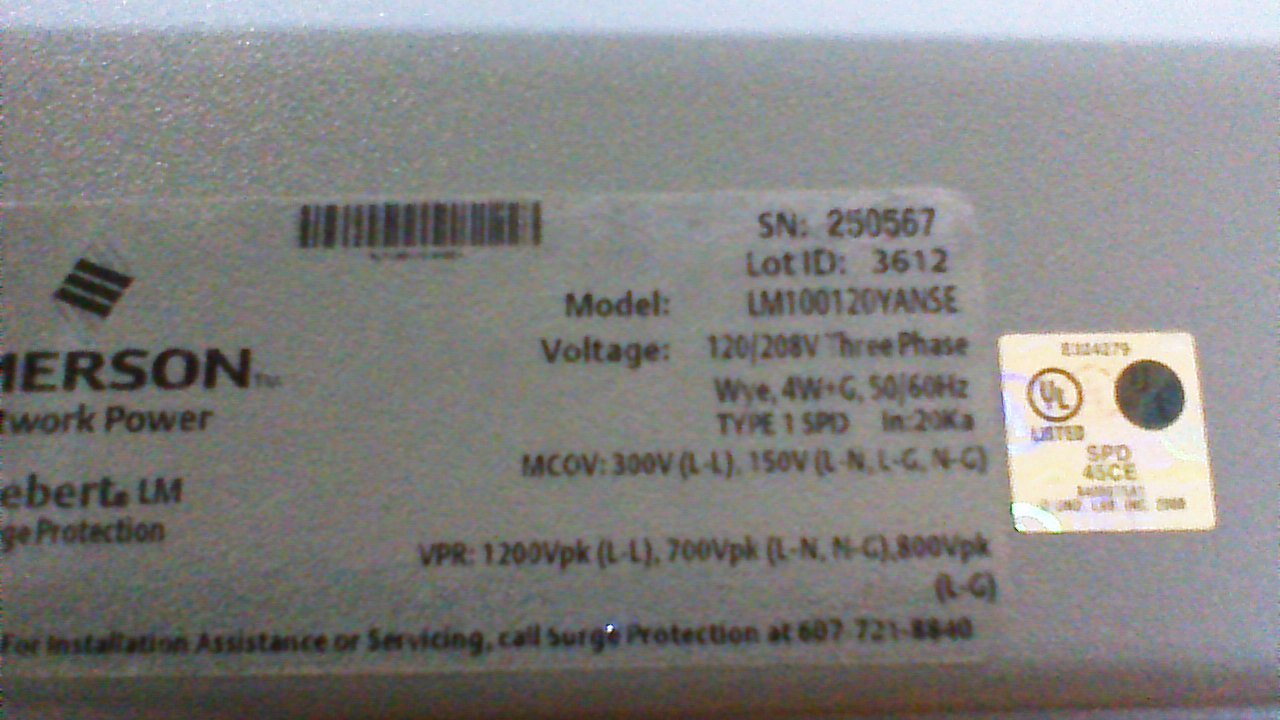 SN: 250567
Lot ID: 3612
Model: LM100120YANSE
MERSON
Voltage: 120/208V Three Phase
twork Power
Wye, 4W+G, 50/60Hz
TYPE 1 SPD In:20Ka
MCOV: 300V (L-L), 150V (L-N, L-G, N-G)
ebert® LM
ge Protection
VPR: 1200Vpk (L-L), 700Vpk (L-N, N-G),800Vpk
(L-G)
For Installation Assistance or Servicing, call Surge Protection at 607-721-8840
UL
LISTED
SPD